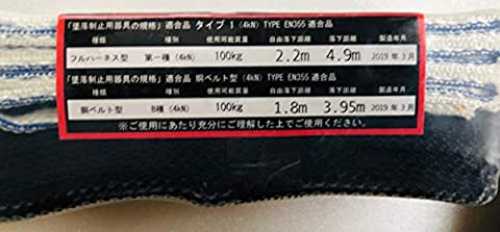 「墜落制止用器具の規格」適合品 タイプ 1 (4kN) TYPE EN355 適合品
種類 種別 使用可能質量 自由落下距離 落下距離 製造年月
フルハーネス型 第一種 (4kN) 100kg 2.2m 4.9m 2019 年 3 月
「墜落制止用器具の規格」適合品 胴ベルト型 (4kN) TYPE EN355 適合品
種類 種別 使用可能質量 自由落下距離 落下距離 製造年月
胴ベルト型 B種 (4kN) 100kg 1.8m 3.95m 2019 年 3 月
※ご使用にあたり充分にご理解した上でご使用ください。